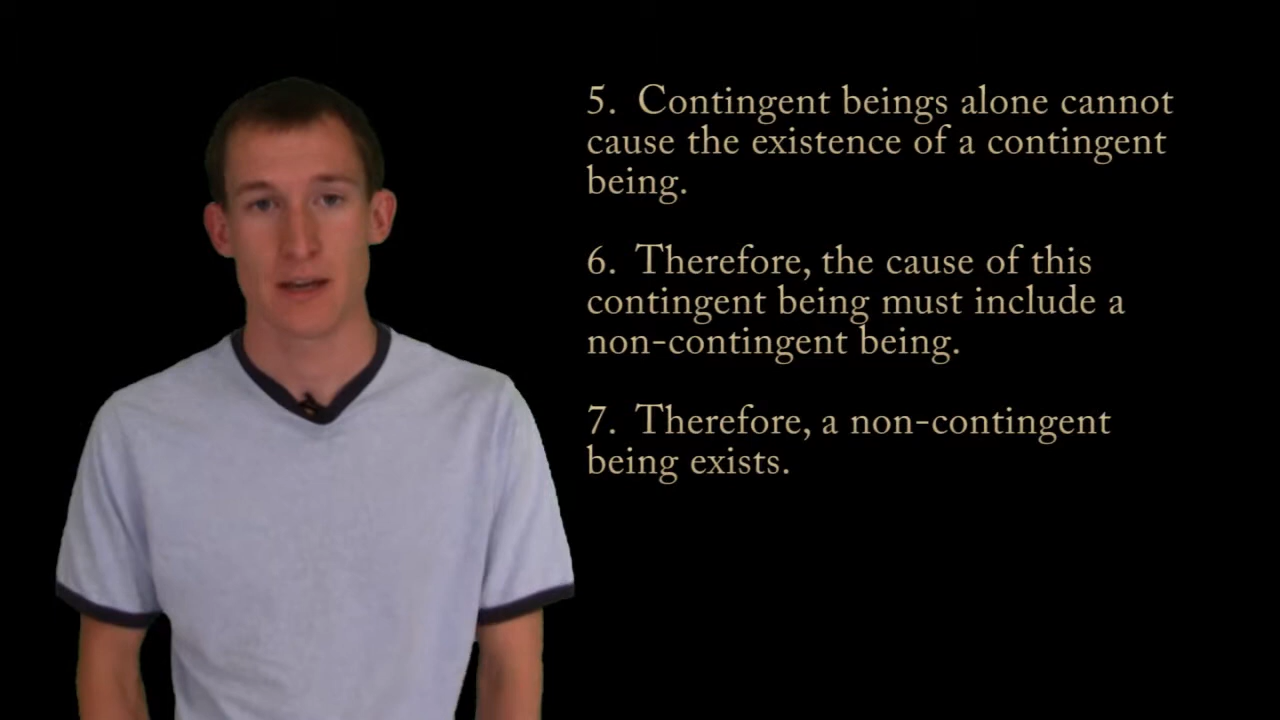 5. Contingent beings alone cannot
cause the existence of a contingent
being.
6. Therefore, the cause of this
contingent being must include a
non-contingent being.
7. Therefore, a non-contingent
being exists.